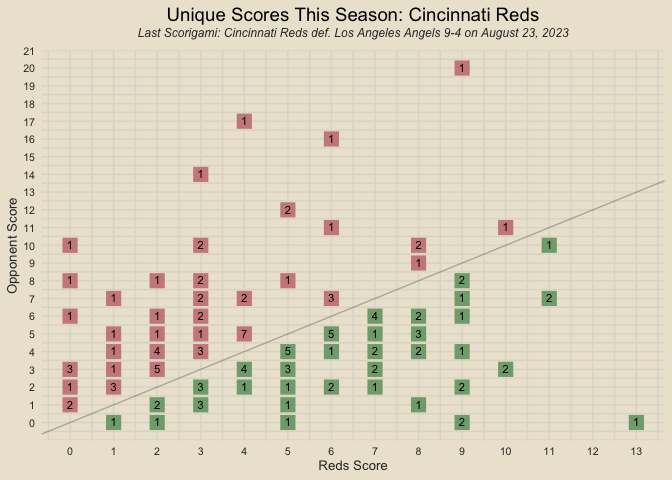 Unique Scores This Season: Cincinnati Reds
Last Scorigami: Cincinnati Reds def. Los Angeles Angels 9-4 on August 23, 2023
21
20 1
19
18
17 1
16 1
15
14 1
13
12 2
11 1 1
10 1 2 2 1
9 1
8 1 1 2 1 2
7 1 2 2 3 1 2
6 1 1 2 4 2 1
5 1 1 1 7 5 1 3
4 1 4 3 5 1 2 2 1
3 3 1 5 4 3 2 2
2 1 3 3 1 1 2 1 2
1 2 2 3 1 1
0 1 1 1 2 1
0 1 2 3 4 5 6 7 8 9 10 11 12 13
Opponent Score
Reds Score